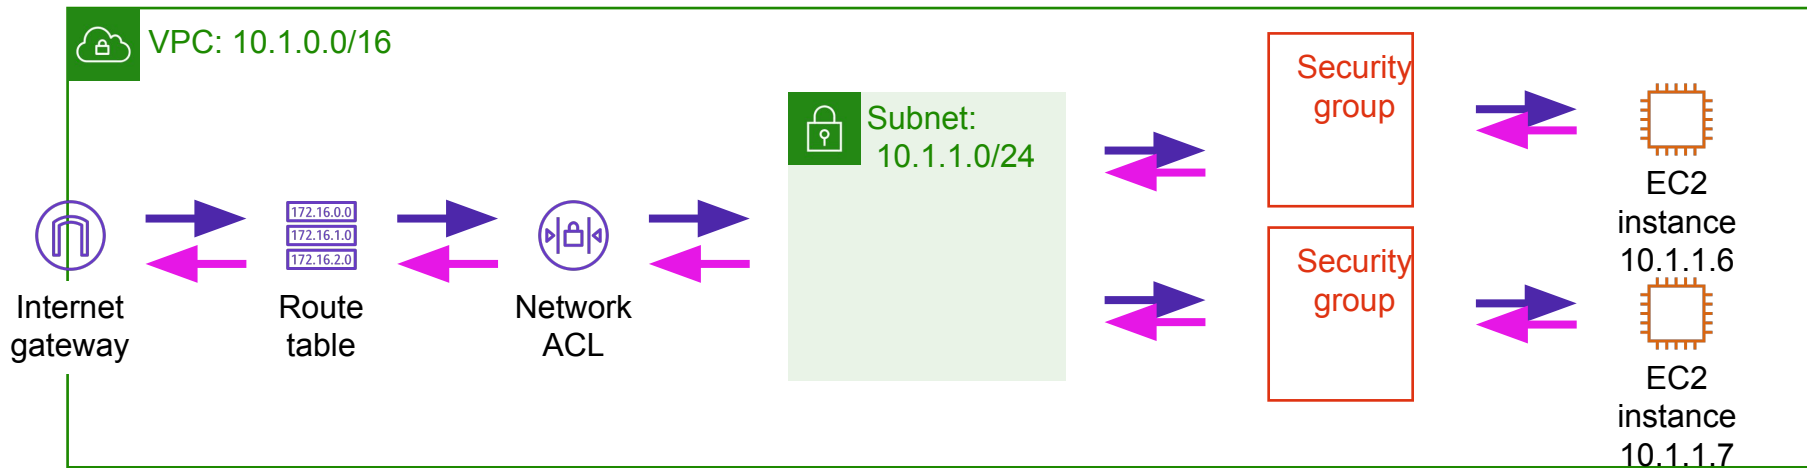 VPC: 10.1.0.0/16
Internet
gateway
172.16.0.0
172.16.1.0
172.16.2.0
Route
table
Network
ACL
Subnet:
10.1.1.0/24
Security
group
EC2
instance
10.1.1.6
Security
group
EC2
instance
10.1.1.7